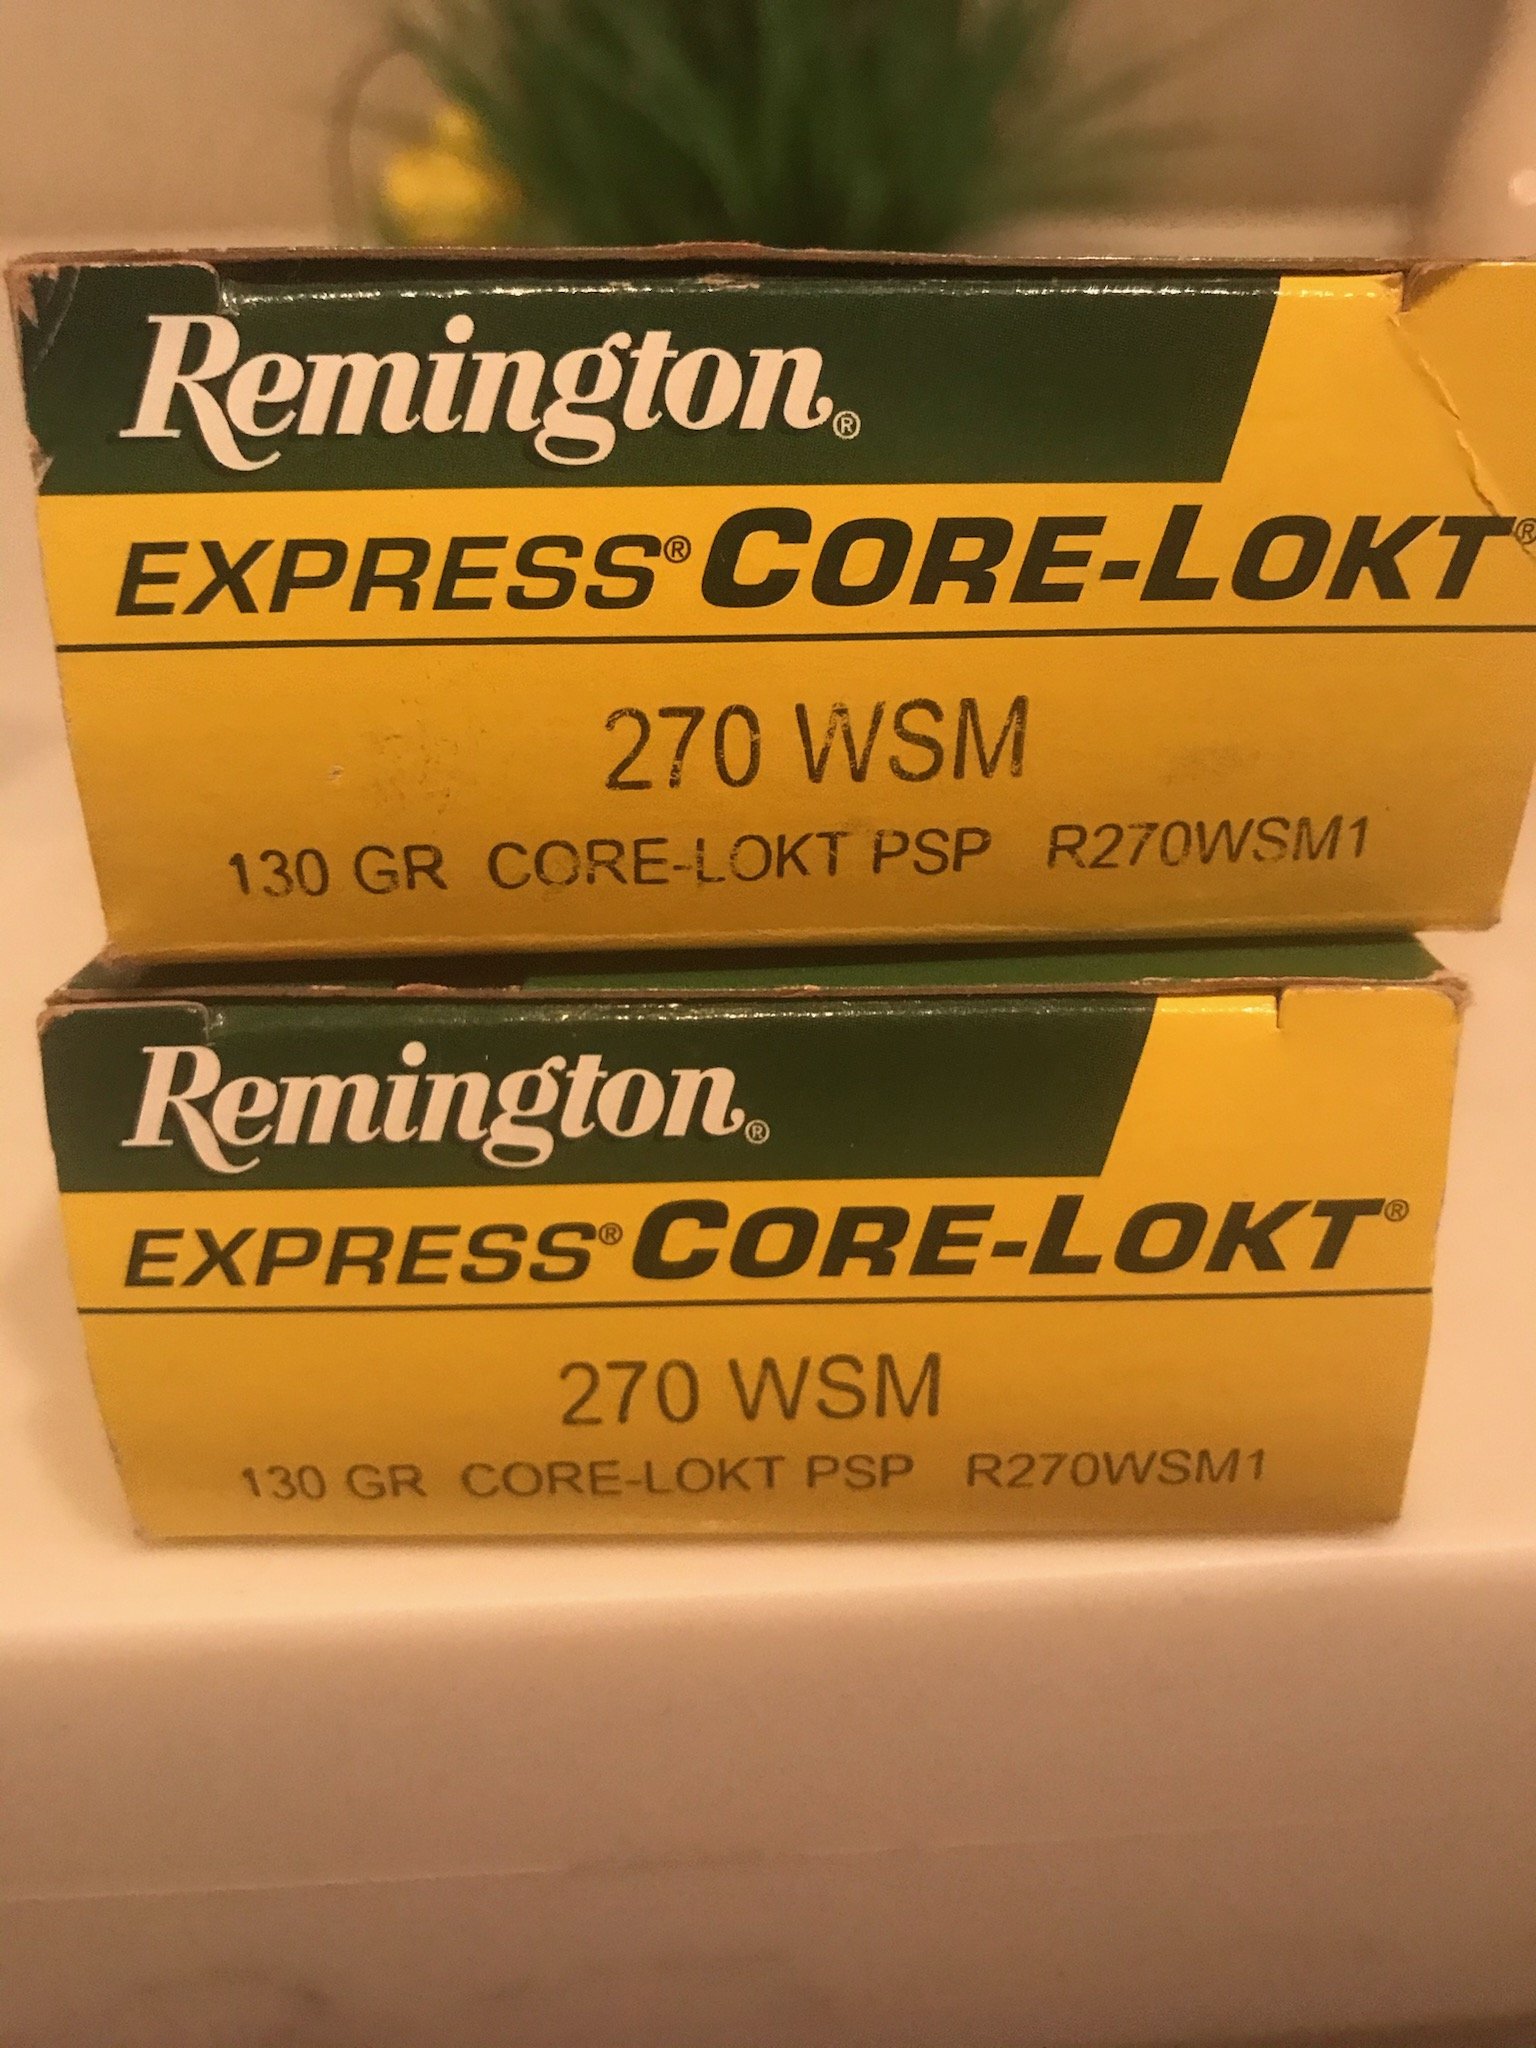 Remington®
EXPRESS® CORE-LOKT®
270 WSM
130 GR CORE-LOKT PSP R270WSM1
Remington®
EXPRESS® CORE-LOKT®
270 WSM
130 GR CORE-LOKT PSP R270WSM1